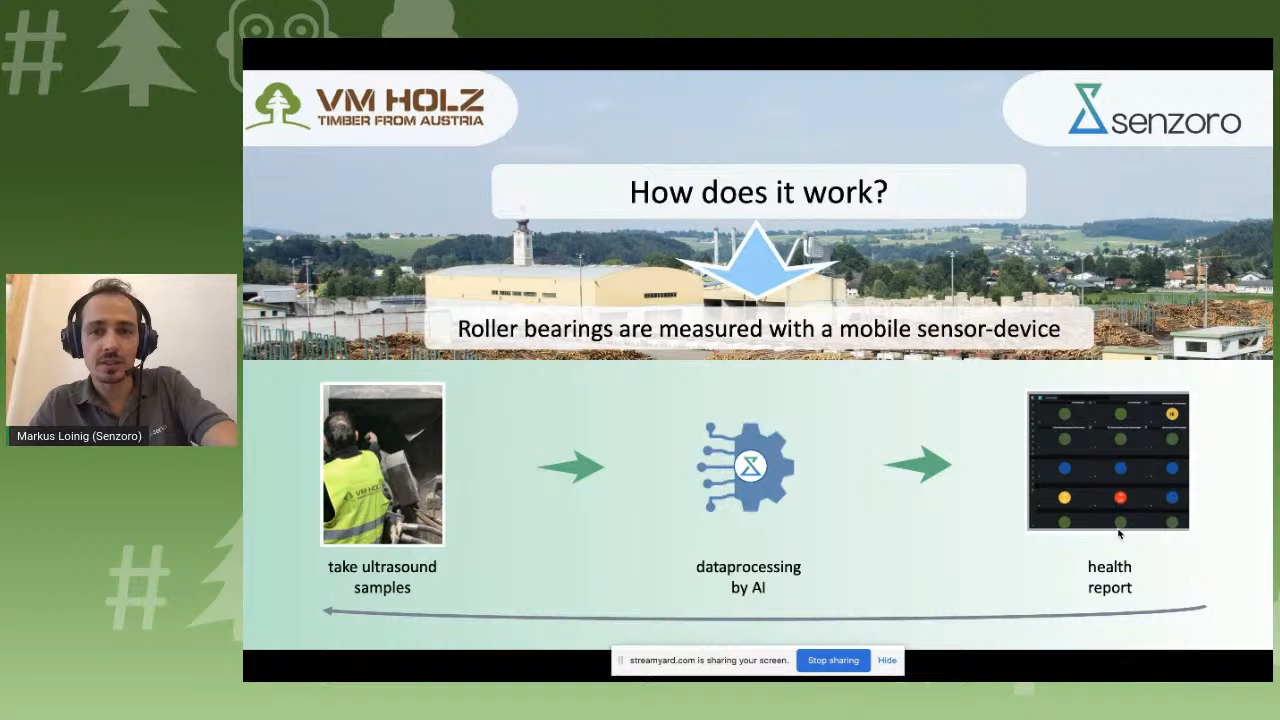 VM HOLZ
TIMBER FROM AUSTRIA
senzoro
How does it work?
Roller bearings are measured with a mobile sensor-device
Markus Loinig (Senzoro)
VM HOLZ
take ultrasound
samples
dataprocessing
by AI
health
report
streamyard.com is sharing your screen.
Stop sharing
Hide